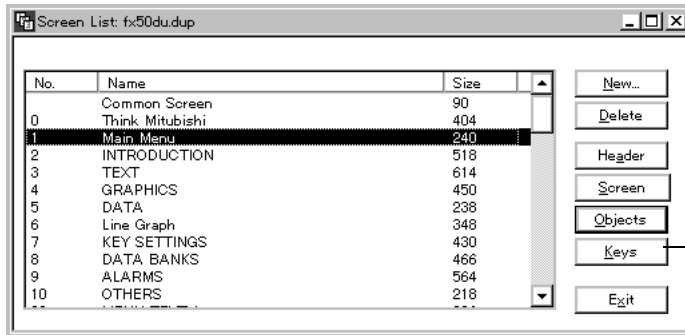 Screen List: fx50du.dup
No. Name Size
Common Screen 90
0 Think Mitubishi 404
1 Main Menu 240
2 INTRODUCTION 518
3 TEXT 614
4 GRAPHICS 450
5 DATA 238
6 Line Graph 348
7 KEY SETTINGS 430
8 DATA BANKS 466
9 ALARMS 564
10 OTHERS 218
New...
Delete
Header
Screen
Objects
Keys
Exit